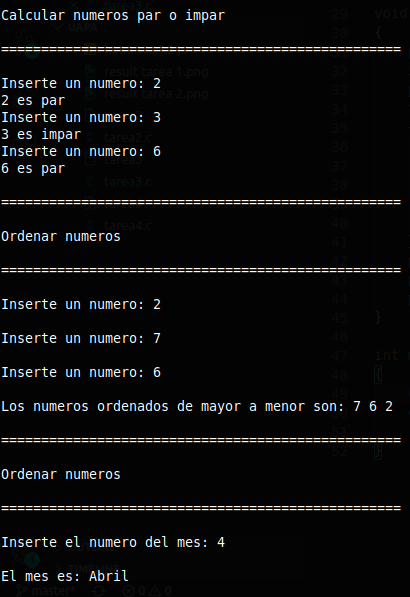 Calcular numeros par o impar
==================================================
Inserte un numero: 2
2 es par
Inserte un numero: 3
3 es impar
Inserte un numero: 6
6 es par
==================================================
Ordenar numeros
==================================================
Inserte un numero: 2
Inserte un numero: 7
Inserte un numero: 6
Los numeros ordenados de mayor a menor son: 7 6 2
==================================================
Ordenar numeros
==================================================
Inserte el numero del mes: 4
El mes es: Abril